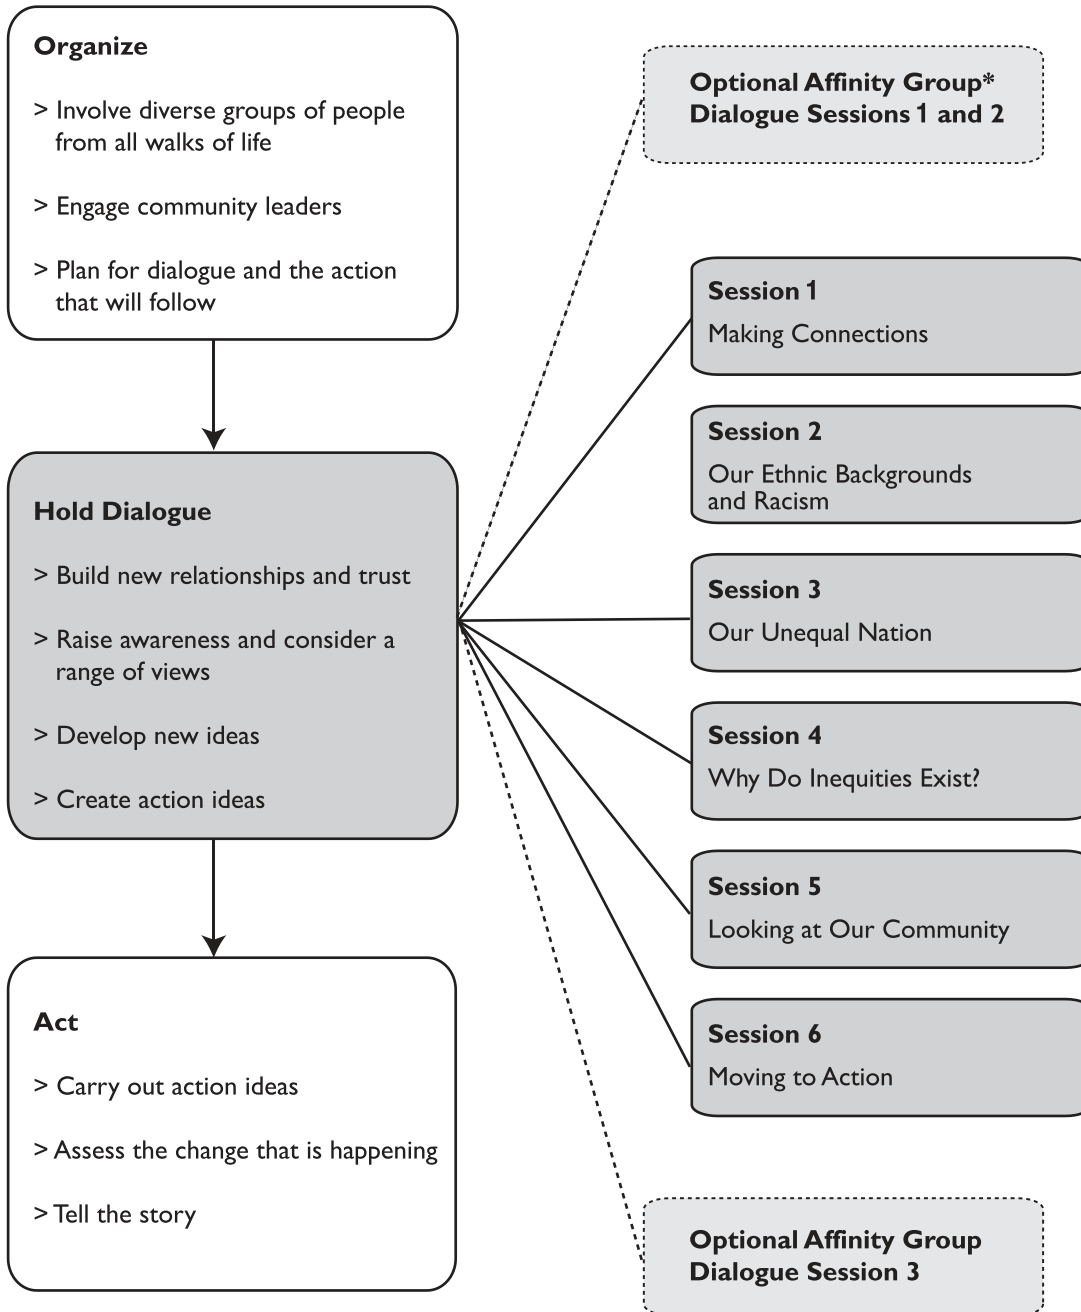 Organize
> Involve diverse groups of people
from all walks of life
> Engage community leaders
> Plan for dialogue and the action
that will follow
Hold Dialogue
> Build new relationships and trust
> Raise awareness and consider a
range of views
> Develop new ideas
> Create action ideas
Act
> Carry out action ideas
> Assess the change that is happening
> Tell the story
Optional Affinity Group*
Dialogue Sessions 1 and 2
Session 1
Making Connections
Session 2
Our Ethnic Backgrounds
and Racism
Session 3
Our Unequal Nation
Session 4
Why Do Inequities Exist?
Session 5
Looking at Our Community
Session 6
Moving to Action
Optional Affinity Group
Dialogue Session 3